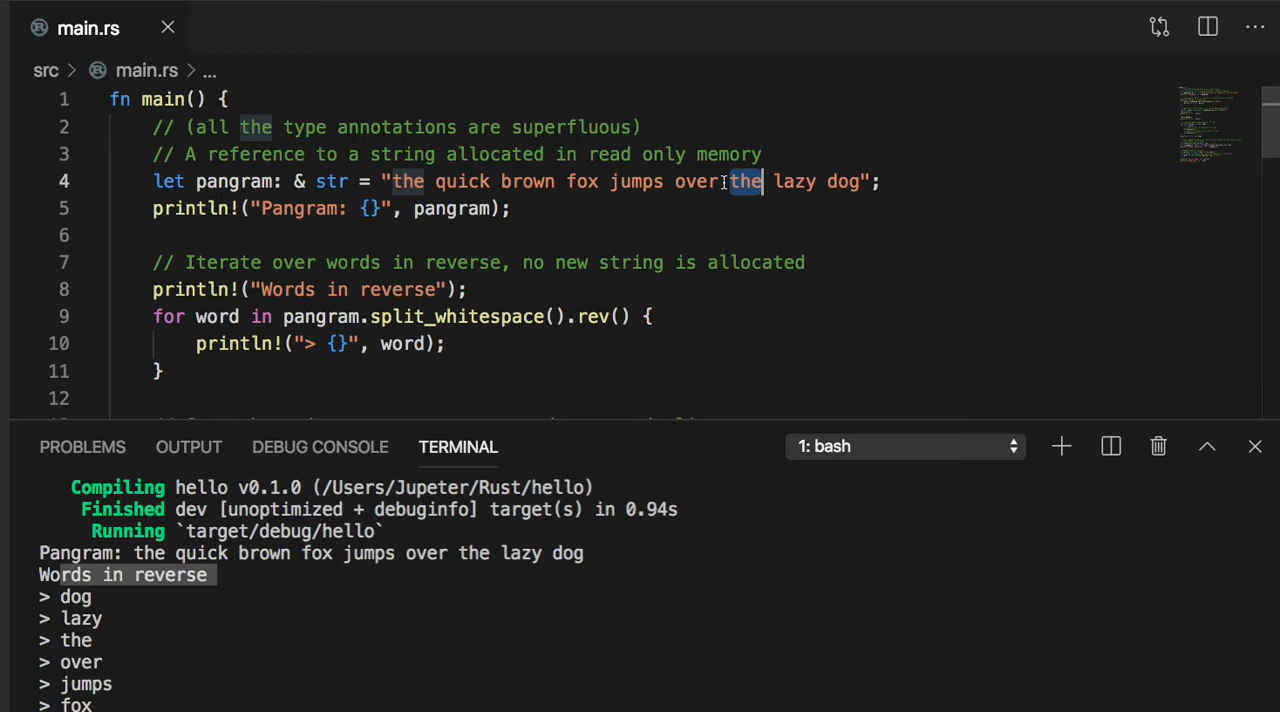 main.rs
src > main.rs > ...
1 fn main() {
2 // (all the type annotations are superfluous)
3 // A reference to a string allocated in read only memory
4 let pangram: & str = "the quick brown fox jumps over the lazy dog";
5 println!("Pangram: {}", pangram);
6
7 // Iterate over words in reverse, no new string is allocated
8 println!("Words in reverse");
9 for word in pangram.split_whitespace().rev() {
10 println!("> {}", word);
11 }
12
PROBLEMS OUTPUT DEBUG CONSOLE TERMINAL 1: bash
Compiling hello v0.1.0 (/Users/Jupeter/Rust/hello)
Finished dev [unoptimized + debuginfo] target(s) in 0.94s
Running `target/debug/hello`
Pangram: the quick brown fox jumps over the lazy dog
Words in reverse
> dog
> lazy
> the
> over
> jumps
> fox